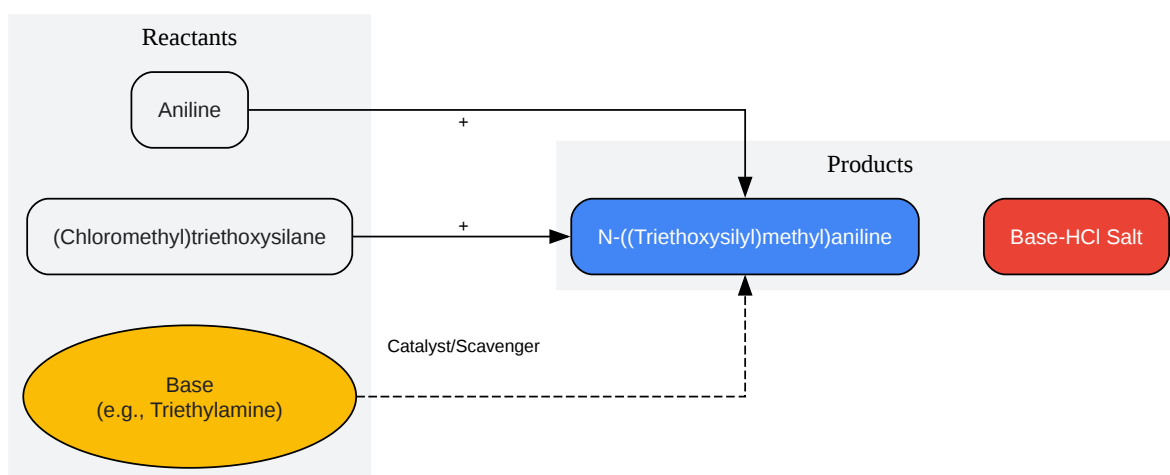 Reactants
Aniline
+
Products
(Chloromethyl)triethoxysilane
+
N-((Triethoxysilyl)methyl)aniline
Base-HCl Salt
Catalyst/Scavenger
Base
(e.g., Triethylamine)